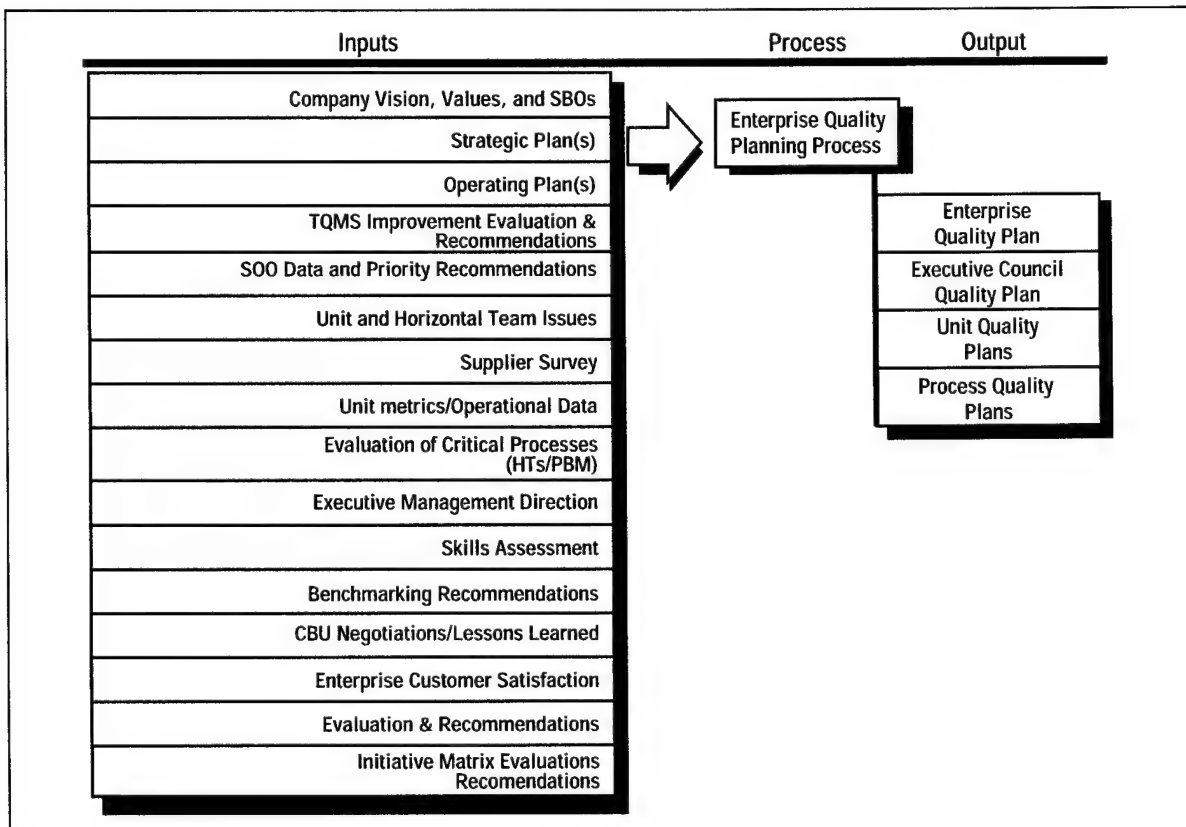 Inputs
Process
Output
Company Vision, Values, and SBOs
Strategic Plan(s)
Operating Plan(s)
TQMS Improvement Evaluation &
Recommendations
SOO Data and Priority Recommendations
Unit and Horizontal Team Issues
Supplier Survey
Unit metrics/Operational Data
Evaluation of Critical Processes
(HTs/PBM)
Executive Management Direction
Skills Assessment
Benchmarking Recommendations
CBU Negotiations/Lessons Learned
Enterprise Customer Satisfaction
Evaluation & Recommendations
Initiative Matrix Evaluations
Recomendations
Enterprise Quality
Planning Process
Enterprise
Quality Plan
Executive Council
Quality Plan
Unit Quality
Plans
Process Quality
Plans